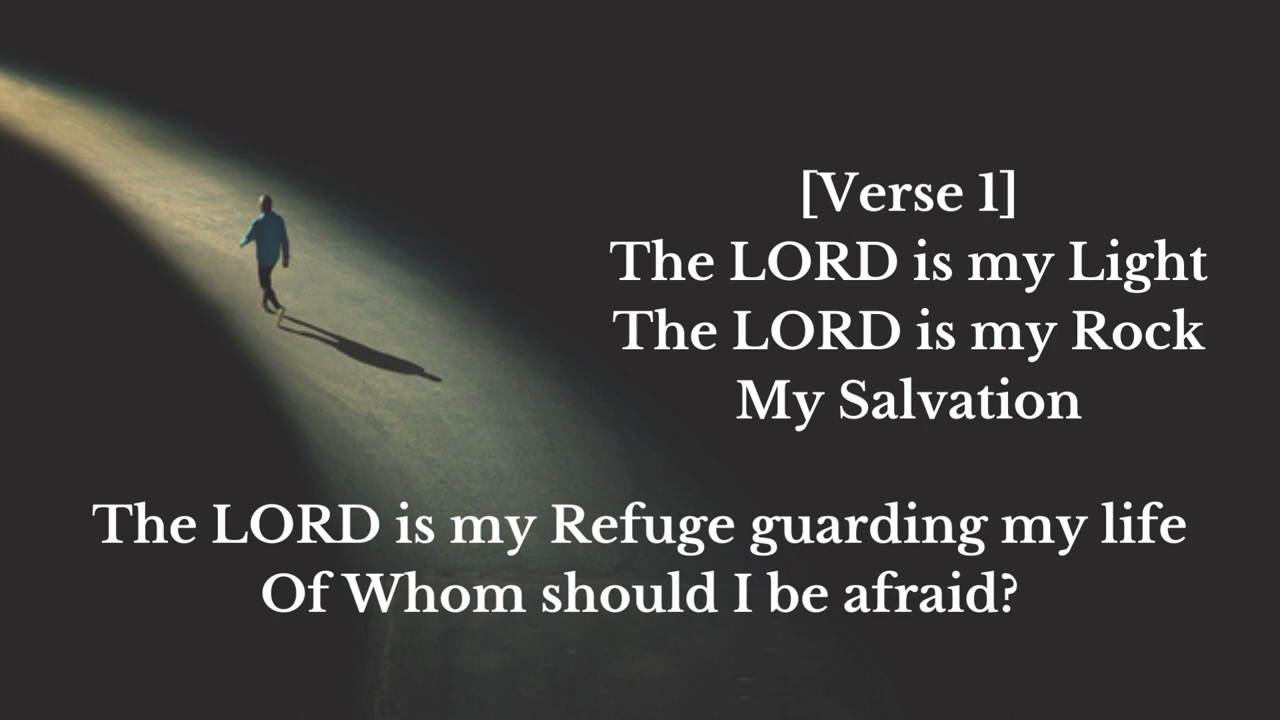 [Verse 1]
The LORD is my Light
The LORD is my Rock
My Salvation
The LORD is my Refuge guarding my life
Of Whom should I be afraid?